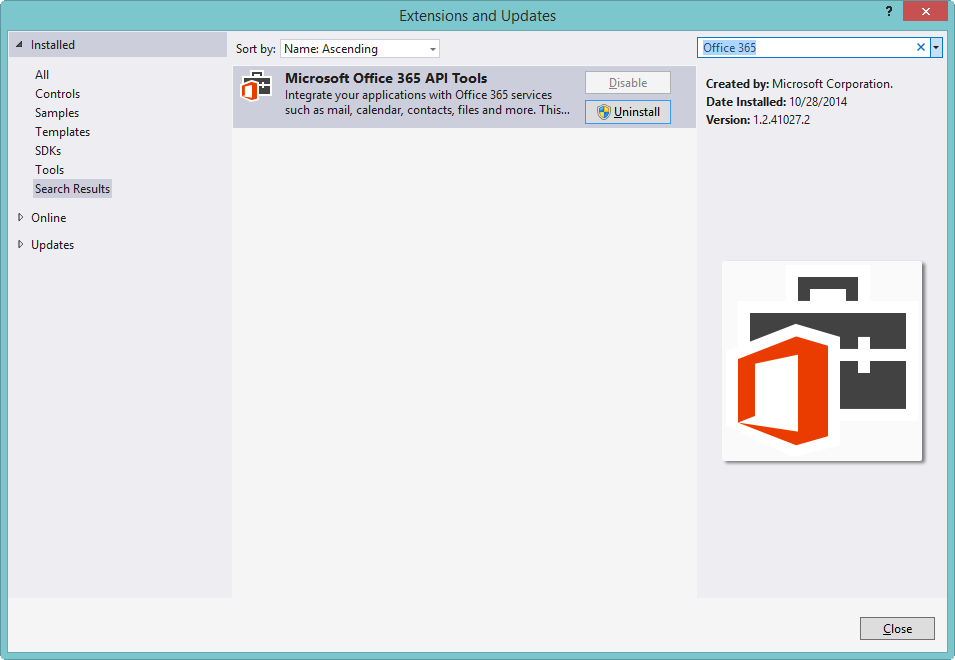 Extensions and Updates
?
Installed
All
Controls
Samples
Templates
SDKs
Tools
Search Results
Online
Updates
Sort by: Name: Ascending
Microsoft Office 365 API Tools
Integrate your applications with Office 365 services
such as mail, calendar, contacts, files and more. This...
Disable
Uninstall
Office 365
Created by: Microsoft Corporation.
Date Installed: 10/28/2014
Version: 1.2.41027.2
Close